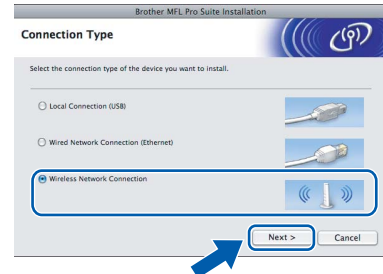 Brother MFL Pro Suite Installation
Connection Type
Select the connection type of the device you want to install.
Local Connection (USB)
Wired Network Connection (Ethernet)
Wireless Network Connection
Next >
Cancel